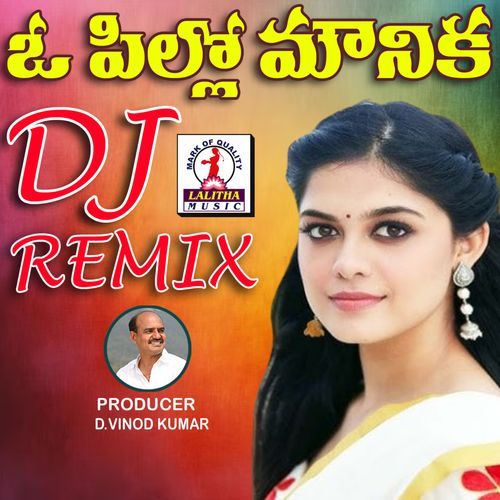 ఓ పిల్లో మౌనిక
DJ
REMIX
MARK OF QUALITY
LALITHA
MUSIC
PRODUCER
D.VINOD KUMAR